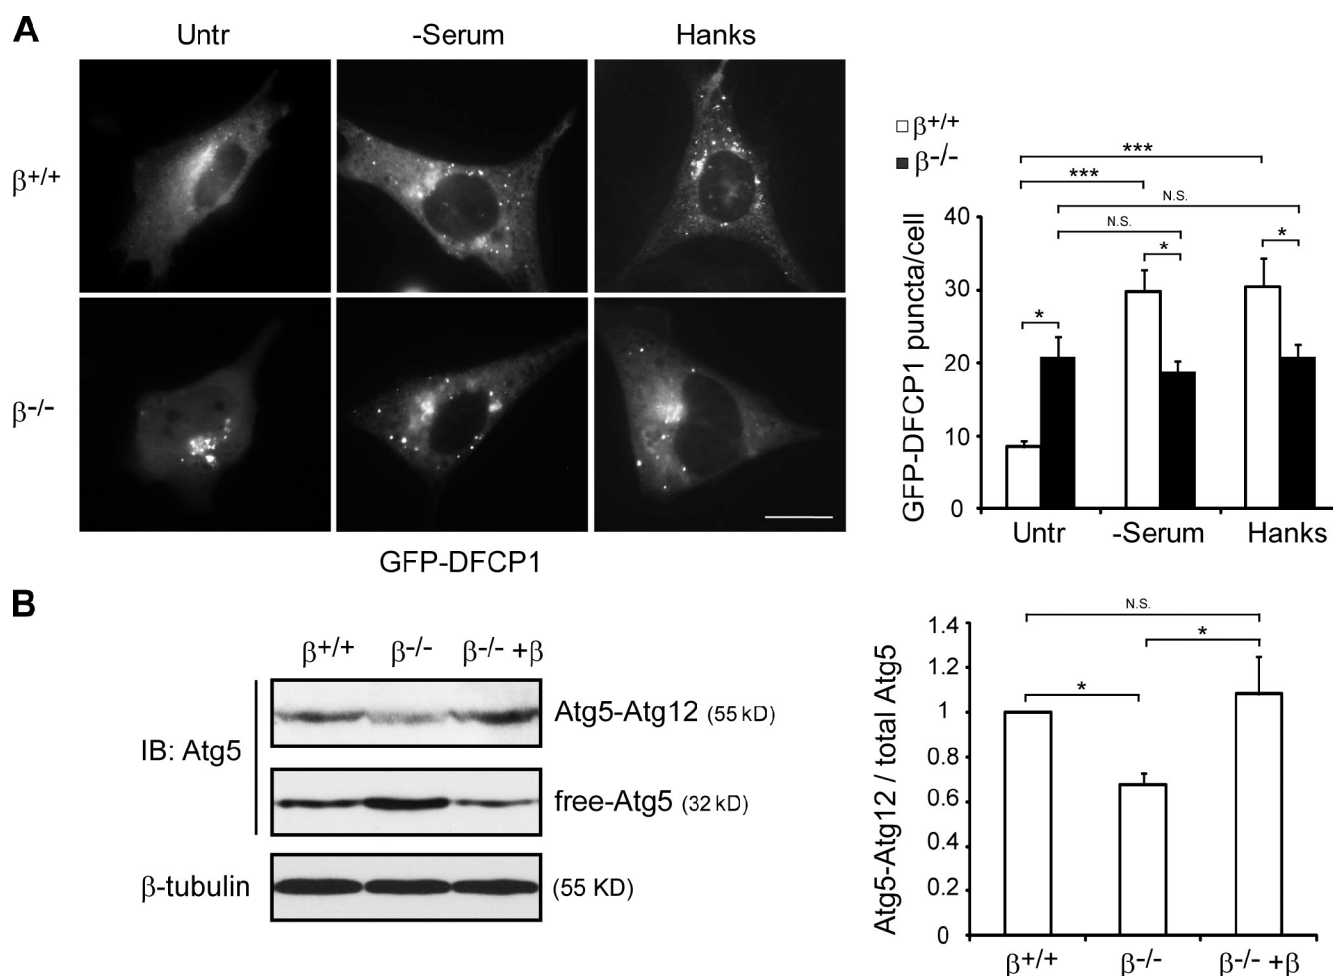 A
Untr -Serum Hanks
β+/+
β-/-
GFP-DFCP1
β+/+
β-/-
***
***
N.S.
N.S.
*
*
*
GFP-DFCP1 puncta/cell
40
30
20
10
0
Untr -Serum Hanks
B
β+/+ β-/- β-/- +β
IB: Atg5
Atg5-Atg12 (55 kD)
free-Atg5 (32 kD)
β-tubulin (55 KD)
N.S.
*
*
Atg5-Atg12 / total Atg5
1.4
1.2
1
0.8
0.6
0.4
0.2
0
β+/+ β-/- β-/- +β